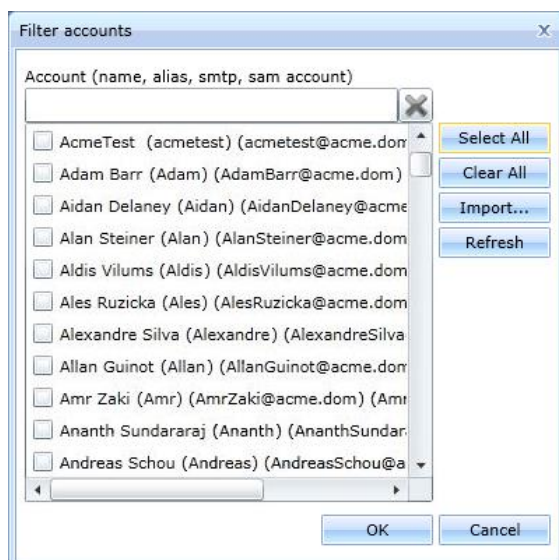 Filter accounts
Account (name, alias, smtp, sam account)
AcmeTest (acmetest) (acmetest@acme.dom
Adam Barr (Adam) (AdamBarr@acme.dom)
Aidan Delaney (Aidan) (AidanDelaney@acme
Alan Steiner (Alan) (AlanSteiner@acme.dom
Aldis Vilums (Aldis) (AldisVilums@acme.dom
Ales Ruzicka (Ales) (AlesRuzicka@acme.dom
Alexandre Silva (Alexandre) (AlexandreSilva
Allan Guinot (Allan) (AllanGuinot@acme.dom
Amr Zaki (Amr) (AmrZaki@acme.dom) (Amr
Ananth Sundararaj (Ananth) (AnanthSundar
Andreas Schou (Andreas) (AndreasSchou@a
Select All
Clear All
Import...
Refresh
OK
Cancel